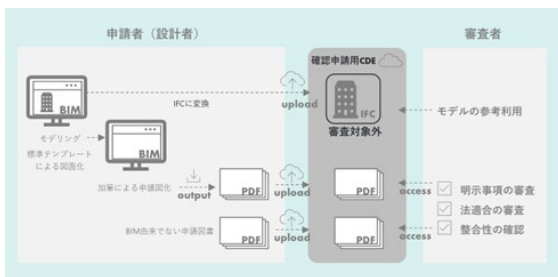 申請者（設計者）
審査者
確認申請用CDE
BIM
IFCに変換
upload
IFC
審査対象外
モデルの参考利用
モデリング
標準テンプレート
による図面化
BIM
加筆による申請図化
output
PDF
upload
PDF
access
明示事項の審査
法適合の審査
整合性の確認
BIM由来でない申請図書
PDF
upload
PDF
access